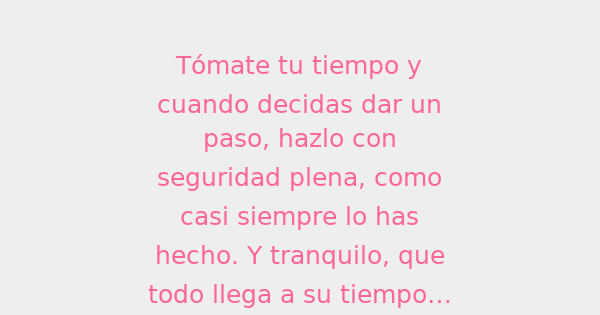 Tómate tu tiempo y
cuando decidas dar un
paso, hazlo con
seguridad plena, como
casi siempre lo has
hecho. Y tranquilo, que
todo llega a su tiempo...